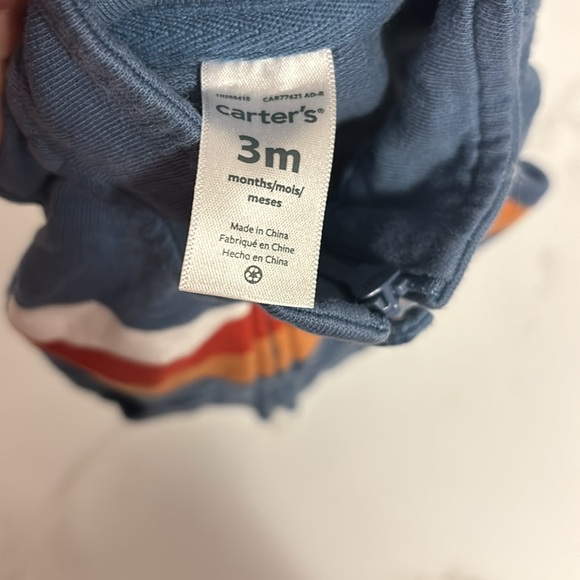 CAR77621 AD-R
carter's®
3m
months/mois/
meses
Made in China
Fabriqué en Chine
Hecho en China